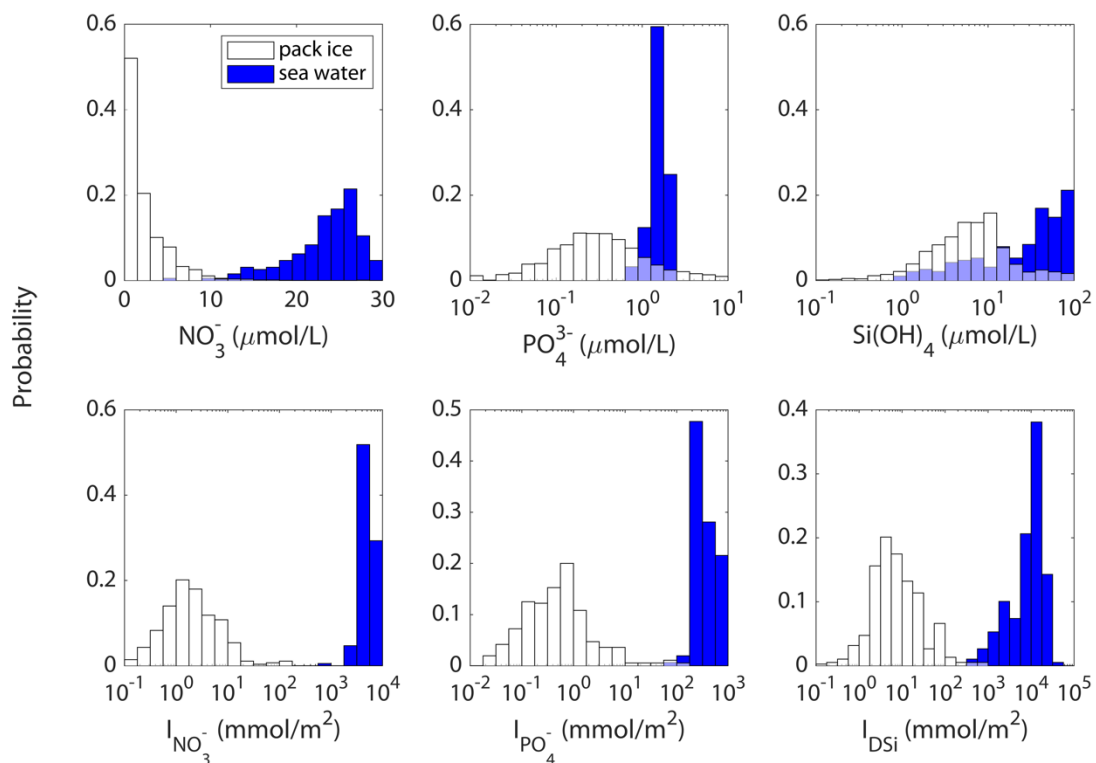 Probability
0.6
0.4
0.2
0
pack ice
sea water
0 10 20 30
NO₃⁻ (μmol/L)
0.6
0.4
0.2
0
10⁻² 10⁻¹ 10⁰ 10¹
PO₄³⁻ (μmol/L)
0.6
0.4
0.2
0
10⁻¹ 10⁰ 10¹ 10²
Si(OH)₄ (μmol/L)
0.6
0.4
0.2
0
10⁻¹ 10⁰ 10¹ 10² 10³ 10⁴
I_NO₃⁻ (mmol/m²)
0.5
0.4
0.3
0.2
0.1
0
10⁻² 10⁻¹ 10⁰ 10¹ 10² 10³
I_PO₄⁻ (mmol/m²)
0.4
0.3
0.2
0.1
0
10⁻¹ 10⁰ 10¹ 10² 10³ 10⁴ 10⁵
I_DSi (mmol/m²)